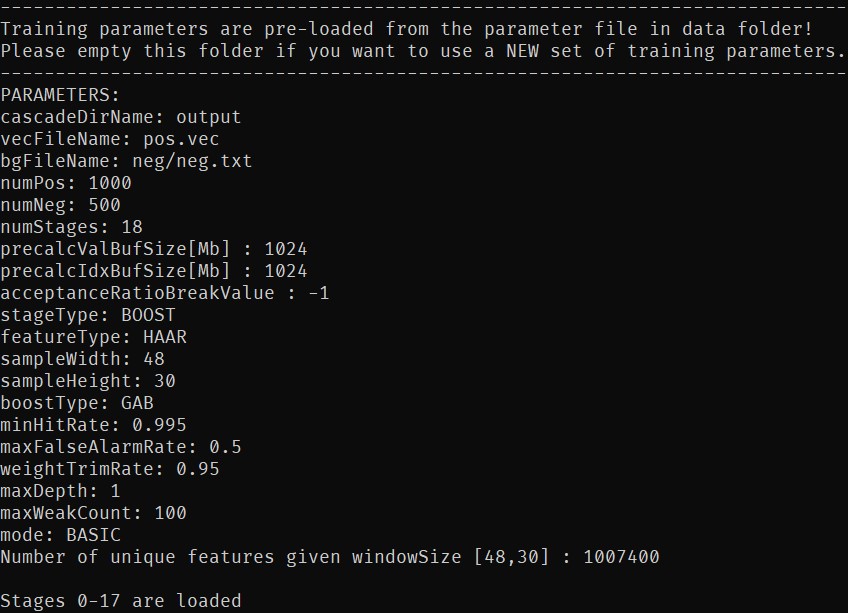 Training parameters are pre-loaded from the parameter file in data folder!
Please empty this folder if you want to use a NEW set of training parameters.
--------------------------------------------------------------------------------
PARAMETERS:
cascadeDirName: output
vecFileName: pos.vec
bgFileName: neg/neg.txt
numPos: 1000
numNeg: 500
numStages: 18
precalcValBufSize[Mb] : 1024
precalcIdxBufSize[Mb] : 1024
acceptanceRatioBreakValue : -1
stageType: BOOST
featureType: HAAR
sampleWidth: 48
sampleHeight: 30
boostType: GAB
minHitRate: 0.995
maxFalseAlarmRate: 0.5
weightTrimRate: 0.95
maxDepth: 1
maxWeakCount: 100
mode: BASIC
Number of unique features given windowSize [48,30] : 1007400

Stages 0-17 are loaded